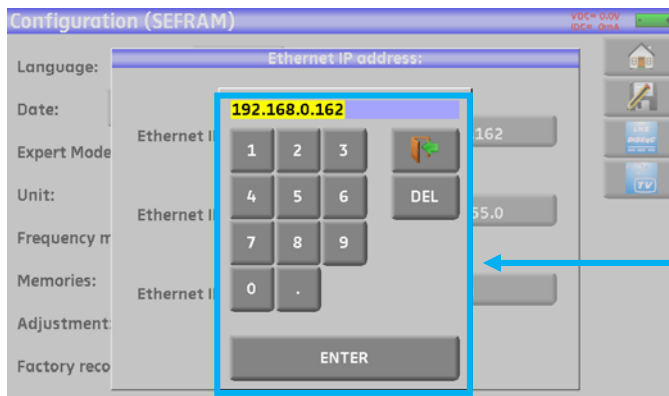 Configuration (SEFRAM)
VDC= 0.0V
IDC= 0mA
Language:
Ethernet IP address:
Date:
192.168.0.162
Ethernet I
162
Expert Mode
1 2 3
Unit:
4 5 6 DEL
Ethernet I
55.0
Frequency m
7 8 9
Memories:
Ethernet I
0 .
Adjustment:
ENTER
Factory reco
TV